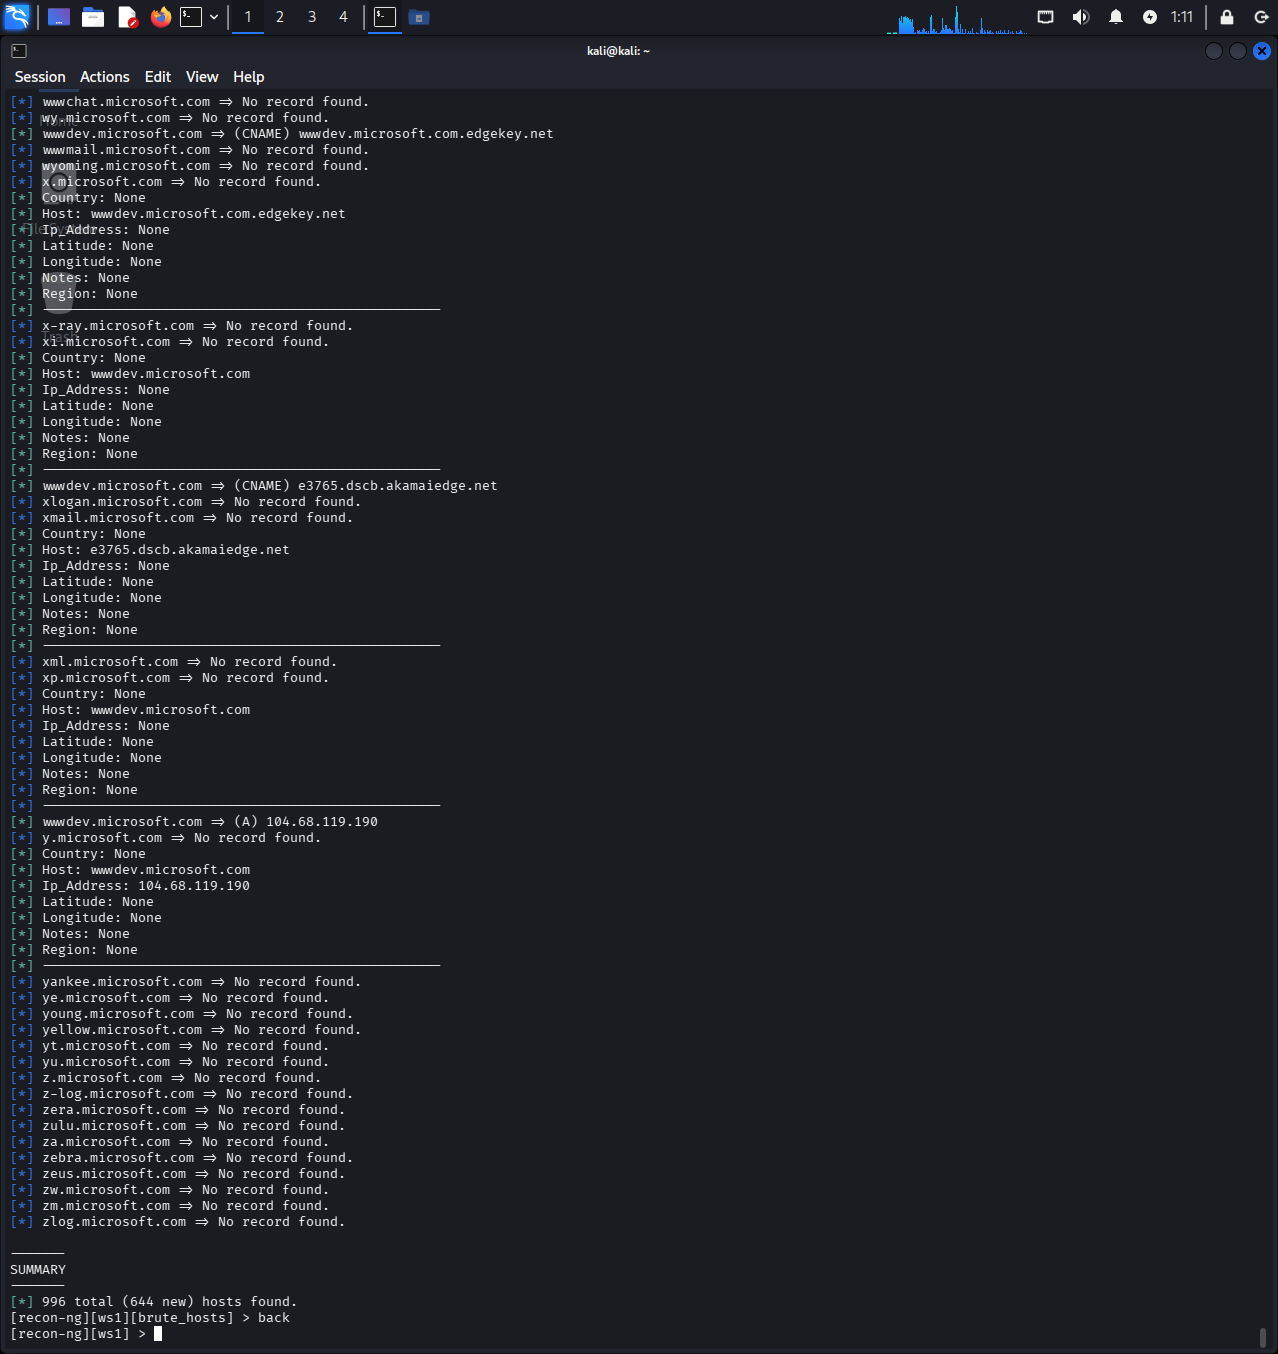 1 2 3 4 1:11
kali@kali: ~
Session Actions Edit View Help
[*] wwwchat.microsoft.com => No record found.
[*] wy.microsoft.com => No record found.
[*] wwwdev.microsoft.com => (CNAME) wwwdev.microsoft.com.edgekey.net
[*] wwwmail.microsoft.com => No record found.
[*] wyoming.microsoft.com => No record found.
[*] x.microsoft.com => No record found.
[*] Country: None
[*] Host: wwwdev.microsoft.com.edgekey.net
[*] Ip_Address: None
[*] Latitude: None
[*] Longitude: None
[*] Notes: None
[*] Region: None
[*] --------------------------------------------------
[*] x-ray.microsoft.com => No record found.
[*] xi.microsoft.com => No record found.
[*] Country: None
[*] Host: wwwdev.microsoft.com
[*] Ip_Address: None
[*] Latitude: None
[*] Longitude: None
[*] Notes: None
[*] Region: None
[*] --------------------------------------------------
[*] wwwdev.microsoft.com => (CNAME) e3765.dscb.akamaiedge.net
[*] xlogan.microsoft.com => No record found.
[*] xmail.microsoft.com => No record found.
[*] Country: None
[*] Host: e3765.dscb.akamaiedge.net
[*] Ip_Address: None
[*] Latitude: None
[*] Longitude: None
[*] Notes: None
[*] Region: None
[*] --------------------------------------------------
[*] xml.microsoft.com => No record found.
[*] xp.microsoft.com => No record found.
[*] Country: None
[*] Host: wwwdev.microsoft.com
[*] Ip_Address: None
[*] Latitude: None
[*] Longitude: None
[*] Notes: None
[*] Region: None
[*] --------------------------------------------------
[*] wwwdev.microsoft.com => (A) 104.68.119.190
[*] y.microsoft.com => No record found.
[*] Country: None
[*] Host: wwwdev.microsoft.com
[*] Ip_Address: 104.68.119.190
[*] Latitude: None
[*] Longitude: None
[*] Notes: None
[*] Region: None
[*] --------------------------------------------------
[*] yankee.microsoft.com => No record found.
[*] ye.microsoft.com => No record found.
[*] young.microsoft.com => No record found.
[*] yellow.microsoft.com => No record found.
[*] yt.microsoft.com => No record found.
[*] yu.microsoft.com => No record found.
[*] z.microsoft.com => No record found.
[*] z-log.microsoft.com => No record found.
[*] zera.microsoft.com => No record found.
[*] zulu.microsoft.com => No record found.
[*] za.microsoft.com => No record found.
[*] zebra.microsoft.com => No record found.
[*] zeus.microsoft.com => No record found.
[*] zw.microsoft.com => No record found.
[*] zm.microsoft.com => No record found.
[*] zlog.microsoft.com => No record found.
-------
SUMMARY
-------
[*] 996 total (644 new) hosts found.
[recon-ng][ws1][brute_hosts] > back
[recon-ng][ws1] >
Home
File System
Trash